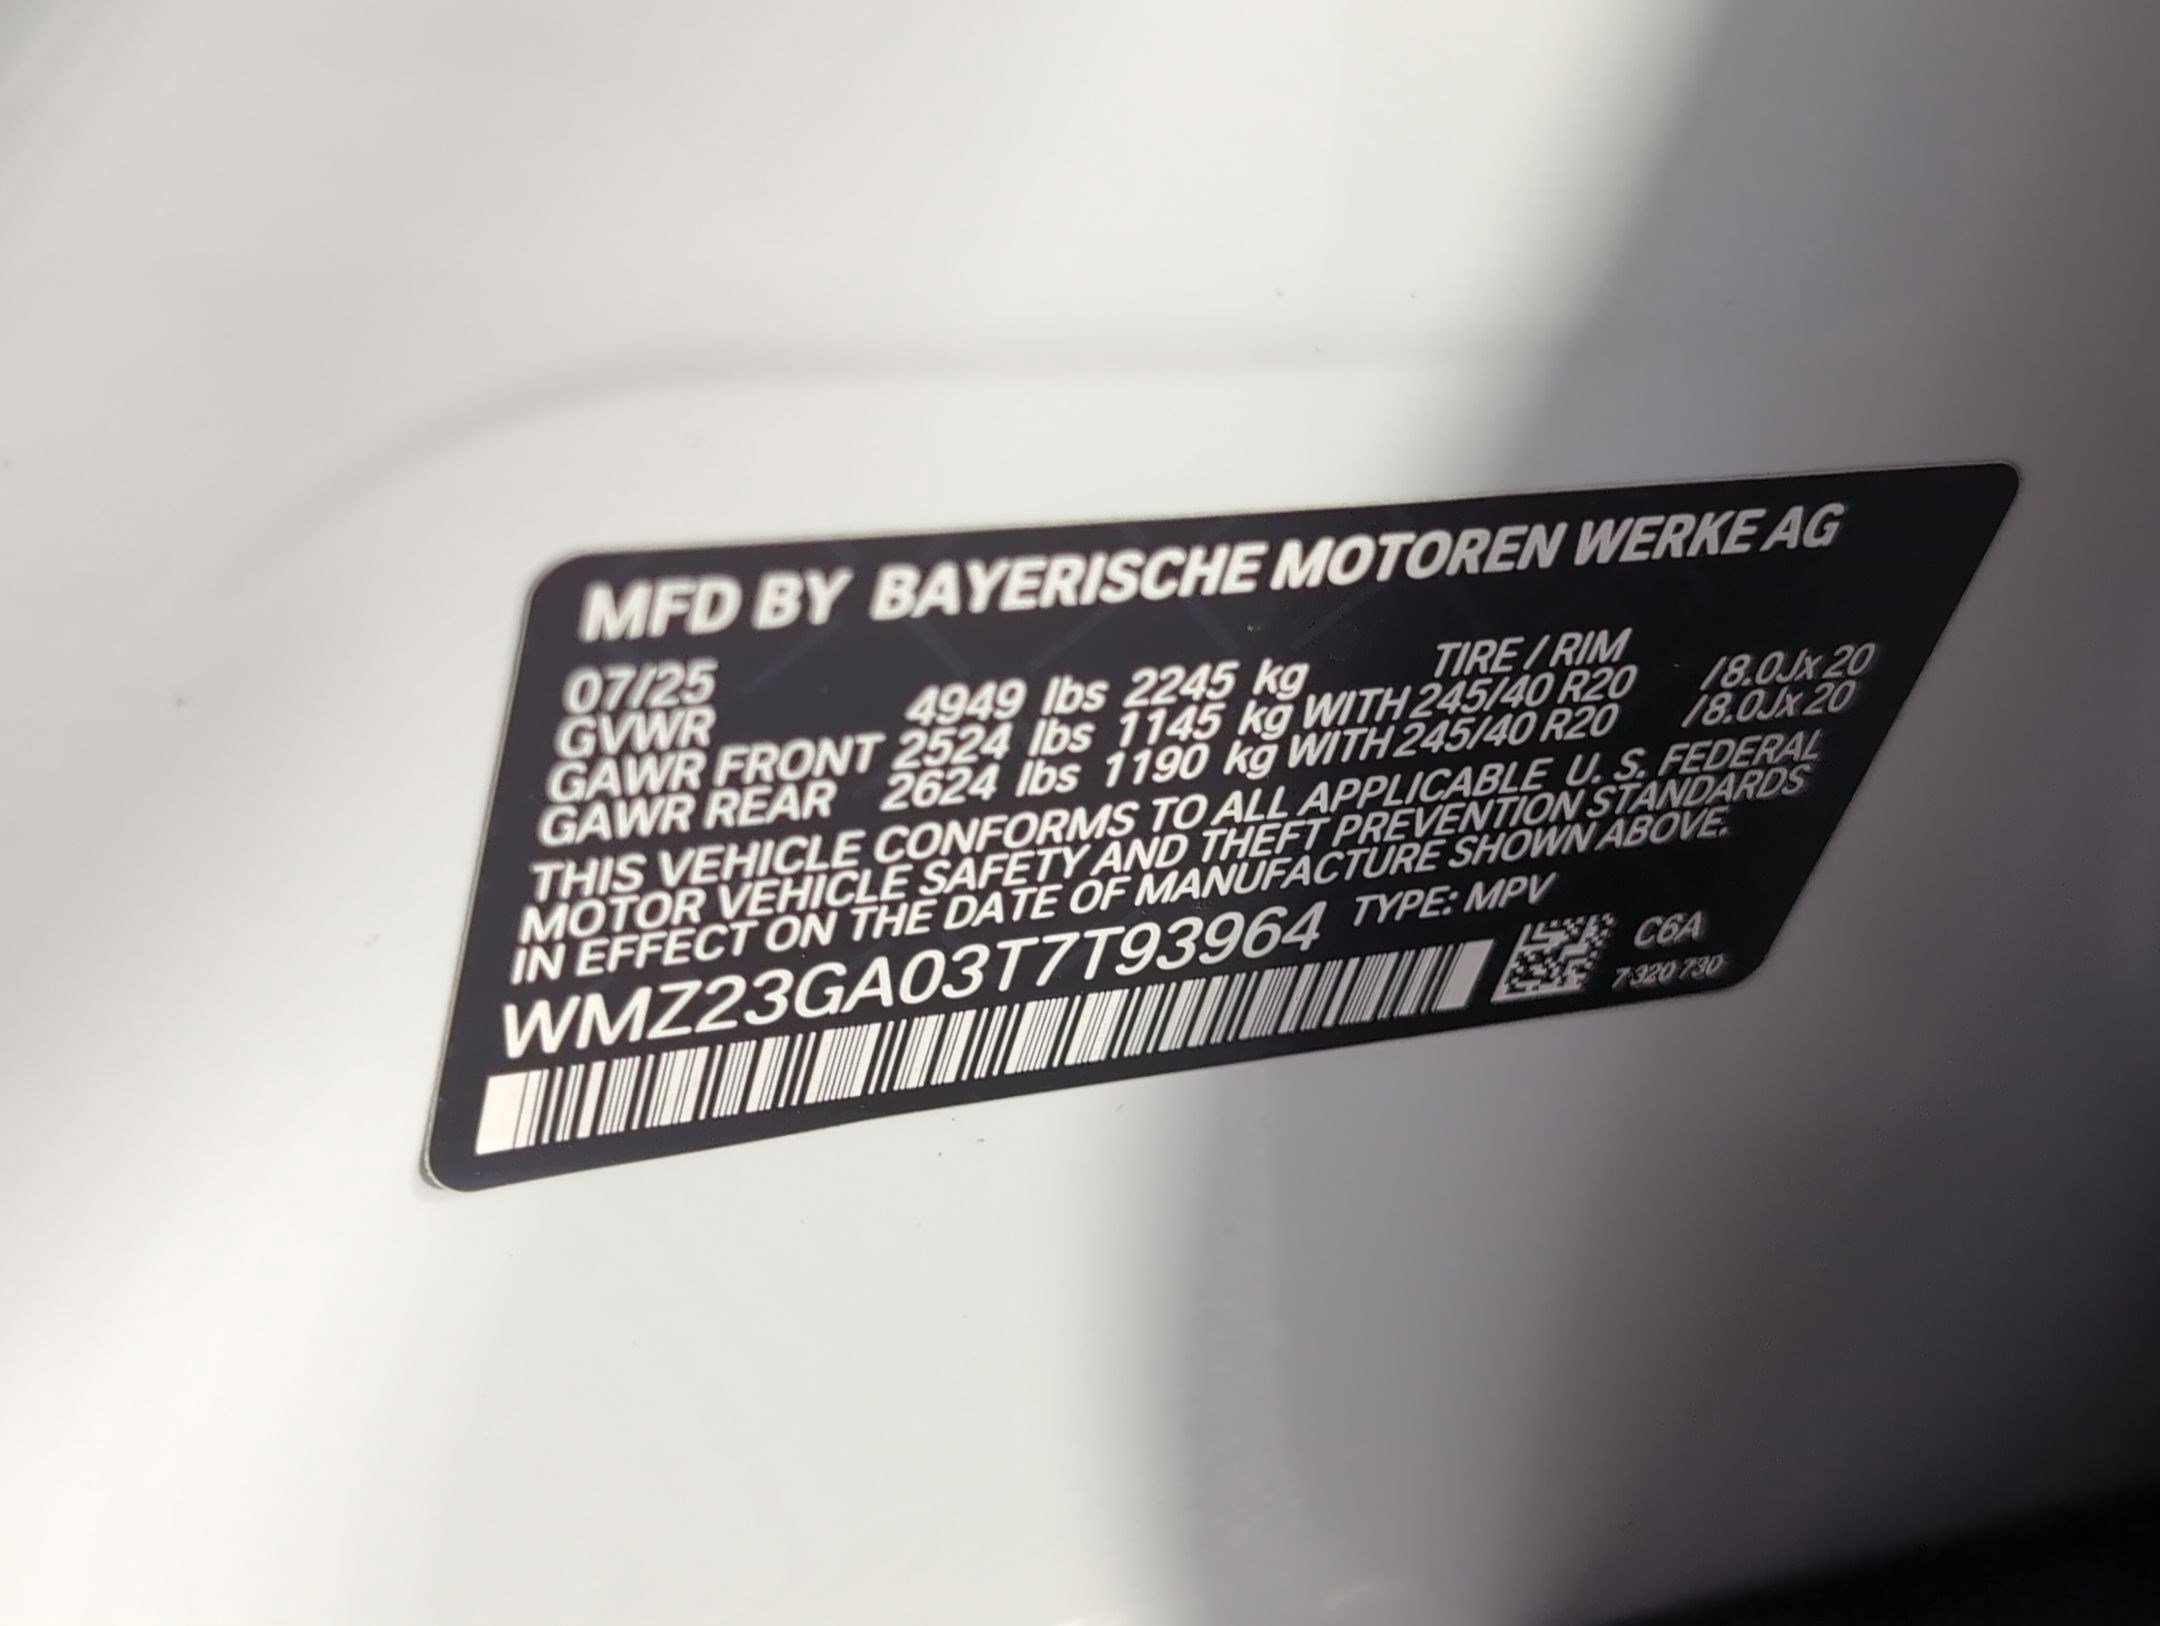 MFD BY BAYERISCHE MOTOREN WERKE AG
07/25 TIRE / RIM
GVWR 4949 lbs 2245 kg
GAWR FRONT 2524 lbs 1145 kg WITH 245/40 R20 /8.0Jx20
GAWR REAR 2624 lbs 1190 kg WITH 245/40 R20 /8.0Jx20
THIS VEHICLE CONFORMS TO ALL APPLICABLE U. S. FEDERAL
MOTOR VEHICLE SAFETY AND THEFT PREVENTION STANDARDS
IN EFFECT ON THE DATE OF MANUFACTURE SHOWN ABOVE.
WMZ23GA03T7T93964 TYPE: MPV
C6A
7 320 730